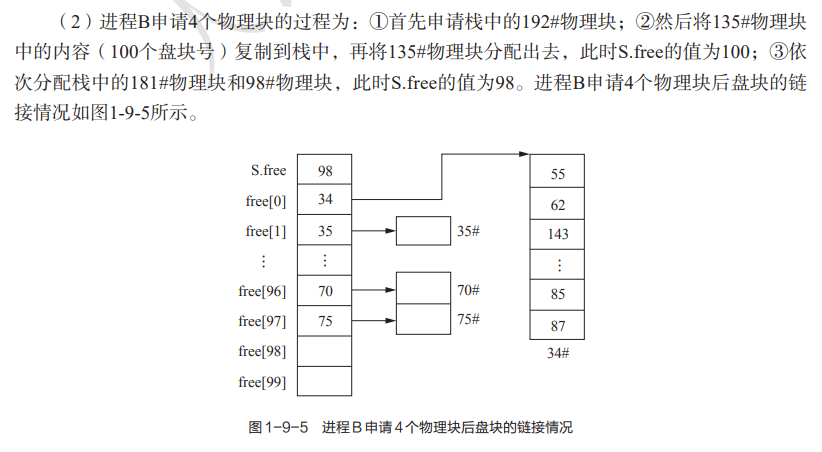 （2）进程B申请4个物理块的过程为：①首先申请栈中的192#物理块；②然后将135#物理块
中的内容（100个盘块号）复制到栈中，再将135#物理块分配出去，此时S.free的值为100；③依
次分配栈中的181#物理块和98#物理块，此时S.free的值为98。进程B申请4个物理块后盘块的链
接情况如图1-9-5所示。
S.free 98 55
free[0] 34 62
free[1] 35 35# 143
⋮ ⋮ ⋮
free[96] 70 70# 85
free[97] 75 75# 87
free[98] 34#
free[99]
图1-9-5 进程B申请4个物理块后盘块的链接情况